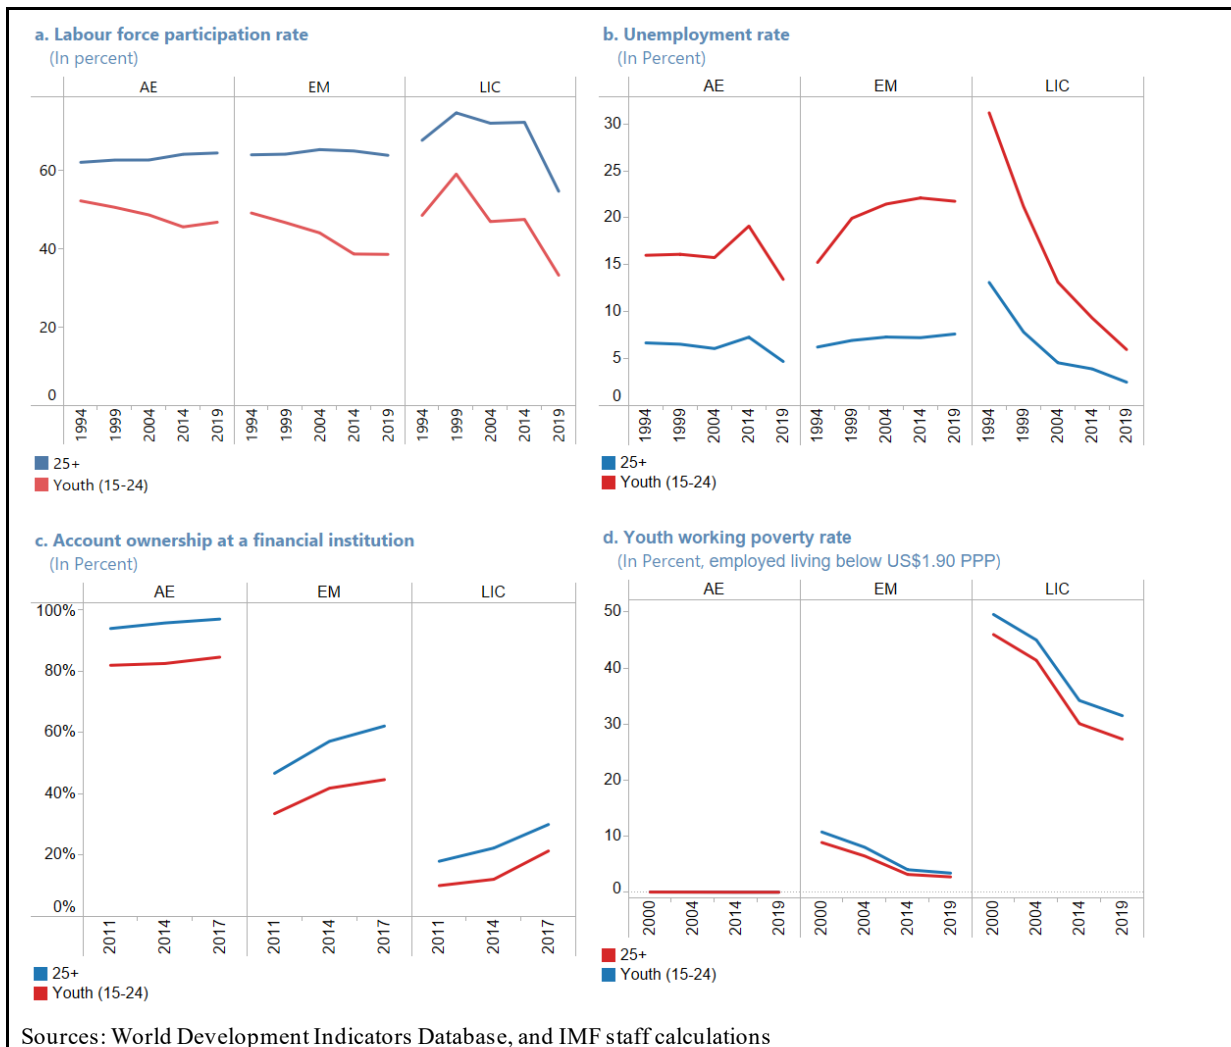 a. Labour force participation rate
(In percent)
AE EM LIC
60
40
20
0
1994 1999 2004 2014 2019 1994 1999 2004 2014 2019 1994 1999 2004 2014 2019
25+
Youth (15-24)
b. Unemployment rate
(In Percent)
AE EM LIC
30
25
20
15
10
5
0
1994 1999 2004 2014 2019 1994 1999 2004 2014 2019 1994 1999 2004 2014 2019
25+
Youth (15-24)
c. Account ownership at a financial institution
(In Percent)
AE EM LIC
100%
80%
60%
40%
20%
0%
2011 2014 2017 2011 2014 2017 2011 2014 2017
25+
Youth (15-24)
d. Youth working poverty rate
(In Percent, employed living below US$1.90 PPP)
AE EM LIC
50
40
30
20
10
0
2000 2004 2014 2019 2000 2004 2014 2019 2000 2004 2014 2019
25+
Youth (15-24)
Sources: World Development Indicators Database, and IMF staff calculations